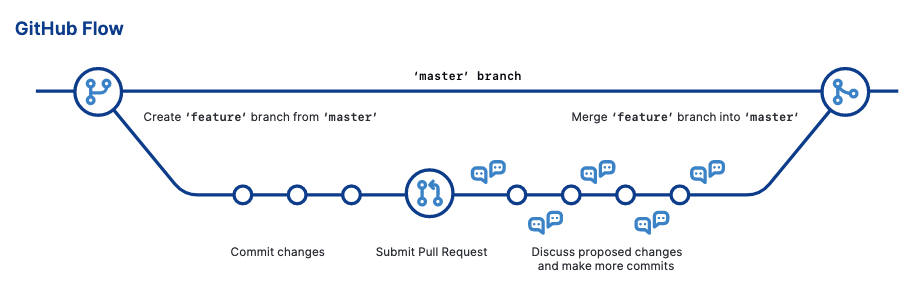 GitHub Flow
‘master’ branch
Create ‘feature’ branch from ‘master’
Merge ‘feature’ branch into ‘master’
Commit changes
Submit Pull Request
Discuss proposed changes
and make more commits